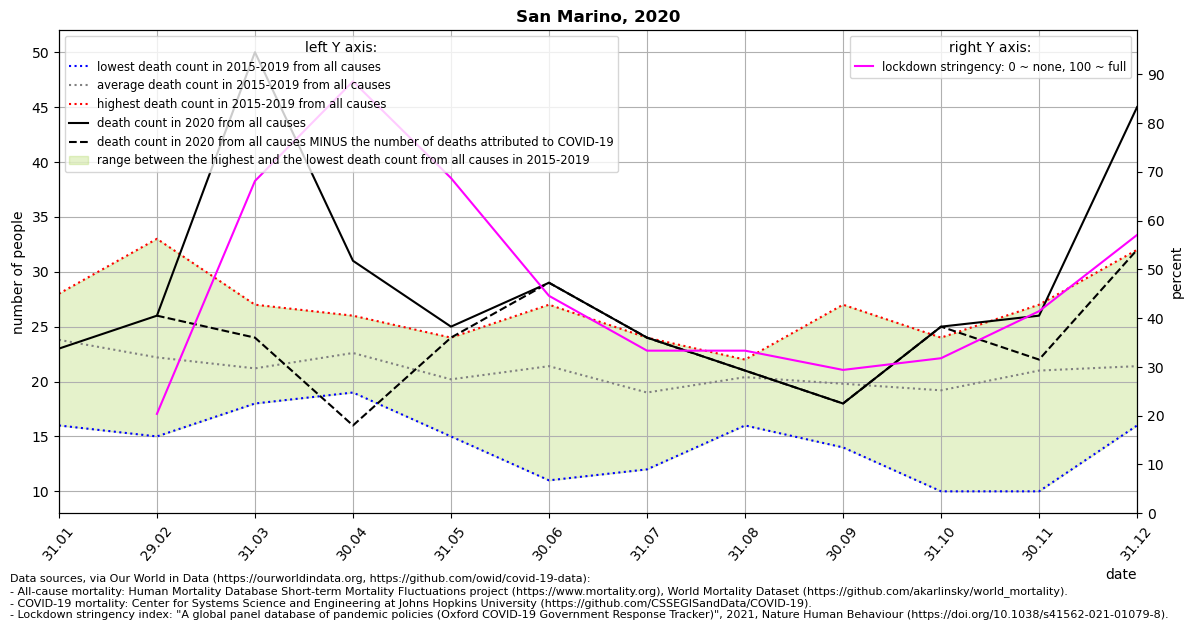 San Marino, 2020
left Y axis:
lowest death count in 2015-2019 from all causes
average death count in 2015-2019 from all causes
highest death count in 2015-2019 from all causes
death count in 2020 from all causes
death count in 2020 from all causes MINUS the number of deaths attributed to COVID-19
range between the highest and the lowest death count from all causes in 2015-2019
right Y axis:
lockdown stringency: 0 ~ none, 100 ~ full
number of people
50
45
40
35
30
25
20
15
10
percent
90
80
70
60
50
40
30
20
10
0
31.01
29.02
31.03
30.04
31.05
30.06
31.07
31.08
30.09
31.10
30.11
31.12
date
Data sources, via Our World in Data (https://ourworldindata.org, https://github.com/owid/covid-19-data):
- All-cause mortality: Human Mortality Database Short-term Mortality Fluctuations project (https://www.mortality.org), World Mortality Dataset (https://github.com/akarlinsky/world_mortality).
- COVID-19 mortality: Center for Systems Science and Engineering at Johns Hopkins University (https://github.com/CSSEGISandData/COVID-19).
- Lockdown stringency index: "A global panel database of pandemic policies (Oxford COVID-19 Government Response Tracker)", 2021, Nature Human Behaviour (https://doi.org/10.1038/s41562-021-01079-8).